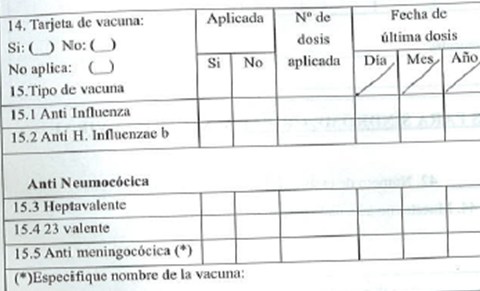 14. Tarjeta de vacuna: Aplicada Nº de dosis aplicada Fecha de última dosis
Si: (__) No: (__)
No aplica: (__) Si No Día Mes Año
15.Tipo de vacuna
15.1 Anti Influenza
15.2 Anti H. Influenzae b
Anti Neumocócica
15.3 Heptavalente
15.4 23 valente
15.5 Anti meningocócica (*)
(*)Especifique nombre de la vacuna: